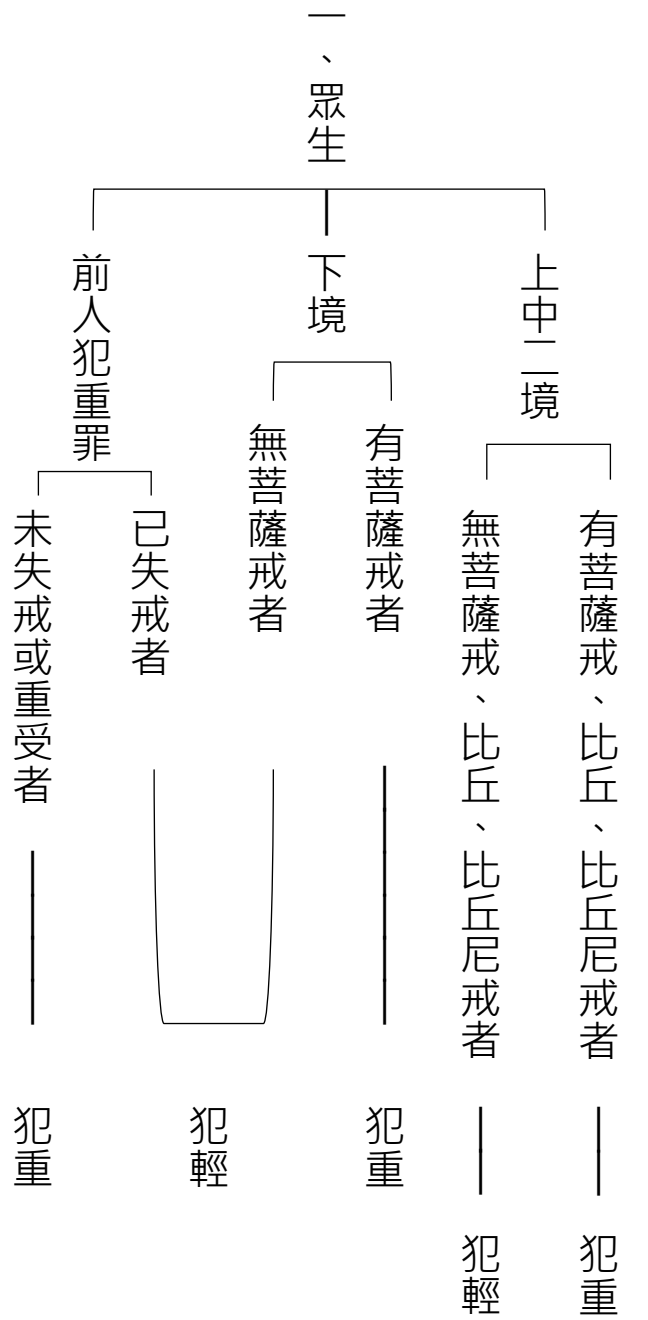 一、眾生
上中二境
有菩薩戒、比丘、比丘尼戒者
犯重
無菩薩戒、比丘、比丘尼戒者
犯輕
下境
有菩薩戒者
犯重
無菩薩戒者
前人犯重罪
已失戒者
犯輕
未失戒或重受者
犯重